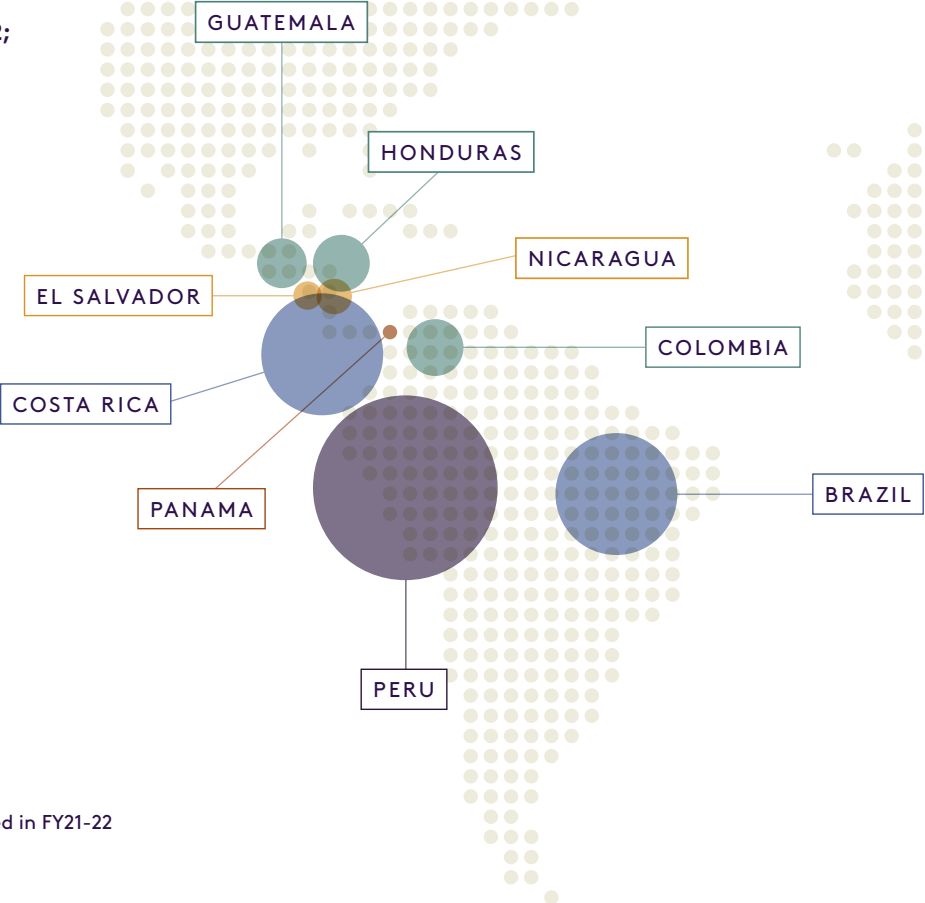 GUATEMALA
HONDURAS
NICARAGUA
EL SALVADOR
COLOMBIA
COSTA RICA
PANAMA
BRAZIL
PERU
in FY21-22